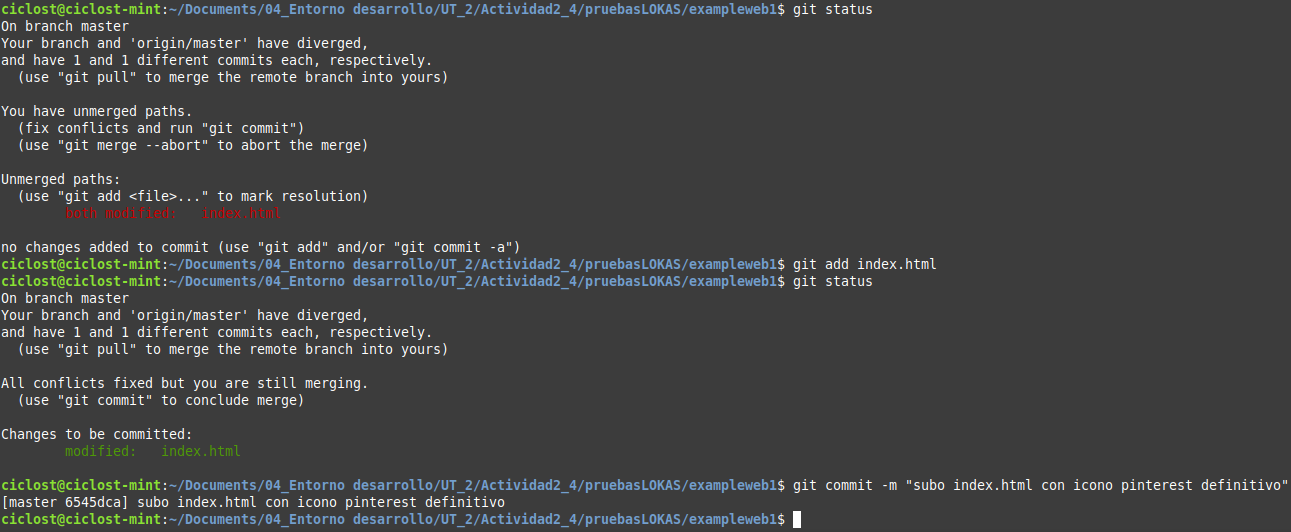 ciclost@ciclost-mint:~/Documents/04_Entorno desarrollo/UT_2/Actividad2_4/pruebasLOKAS/exampleweb1$ git status
On branch master
Your branch and 'origin/master' have diverged,
and have 1 and 1 different commits each, respectively.
  (use "git pull" to merge the remote branch into yours)

You have unmerged paths.
  (fix conflicts and run "git commit")
  (use "git merge --abort" to abort the merge)

Unmerged paths:
  (use "git add <file>..." to mark resolution)
        both modified:   index.html

no changes added to commit (use "git add" and/or "git commit -a")
ciclost@ciclost-mint:~/Documents/04_Entorno desarrollo/UT_2/Actividad2_4/pruebasLOKAS/exampleweb1$ git add index.html
ciclost@ciclost-mint:~/Documents/04_Entorno desarrollo/UT_2/Actividad2_4/pruebasLOKAS/exampleweb1$ git status
On branch master
Your branch and 'origin/master' have diverged,
and have 1 and 1 different commits each, respectively.
  (use "git pull" to merge the remote branch into yours)

All conflicts fixed but you are still merging.
  (use "git commit" to conclude merge)

Changes to be committed:
        modified:   index.html

ciclost@ciclost-mint:~/Documents/04_Entorno desarrollo/UT_2/Actividad2_4/pruebasLOKAS/exampleweb1$ git commit -m "subo index.html con icono pinterest definitivo"
[master 6545dca] subo index.html con icono pinterest definitivo
ciclost@ciclost-mint:~/Documents/04_Entorno desarrollo/UT_2/Actividad2_4/pruebasLOKAS/exampleweb1$